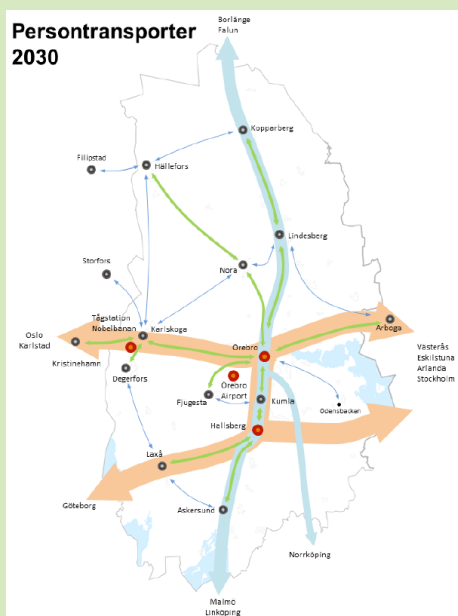 Persontransporter
2030
Borlänge
Falun
Kopparberg
Filipstad
Hällefors
Lindesberg
Storfors
Nora
Tågstation
Nobelbanan
Karlskoga
Arboga
Oslo
Karlstad
Örebro
Kristinehamn
Västerås
Eskilstuna
Arlanda
Stockholm
Degerfors
Örebro
Airport
Fjugesta
Kumla
Odensbacken
Hallsberg
Laxå
Göteborg
Askersund
Norrköping
Malmö
Linköping